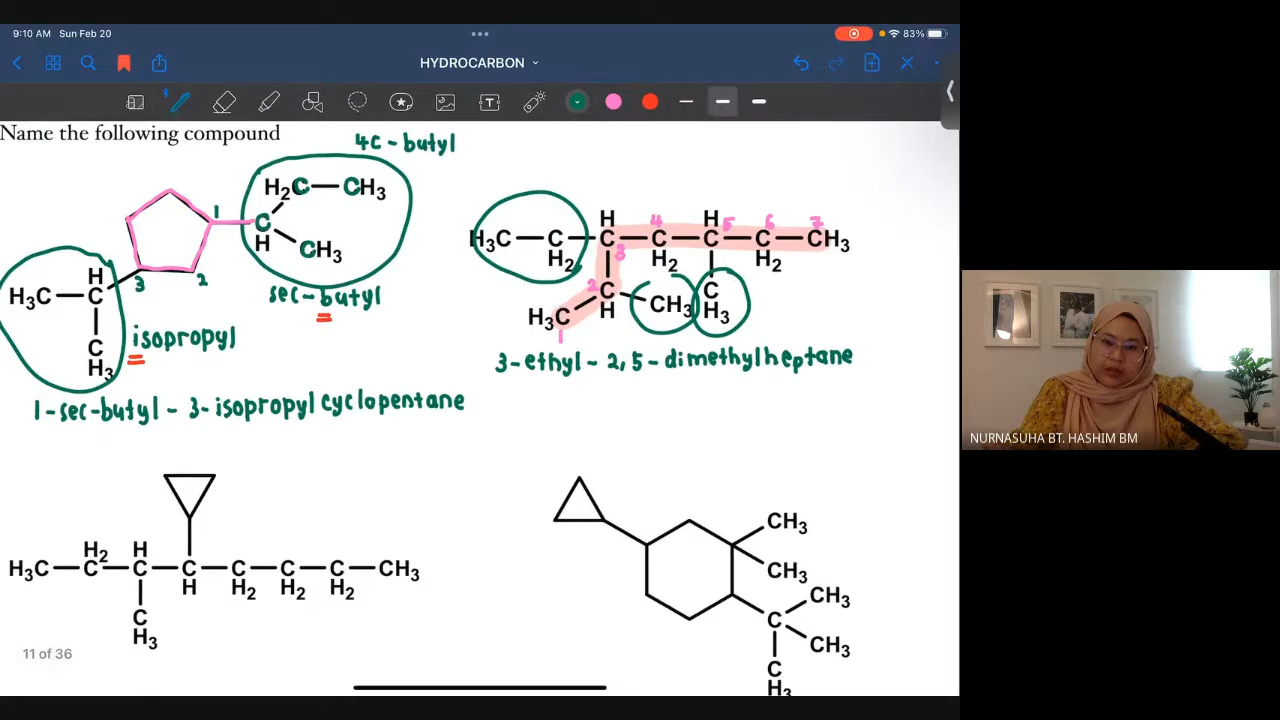 9:10 AM Sun Feb 20
83%
HYDROCARBON
T
Name the following compound
4C - butyl
H₂C — CH₃
1
C
H
CH₃
sec - butyl
3
2
H
H₃C — C
C
H₃
isopropyl
1-sec-butyl - 3-isopropyl cyclopentane
H H
4 5 6 7
H₃C — C — C — C — C — C — CH₃
H₂ 3 H₂ H₂
2
C CH₃ C
H₃C H H₃
1
3-ethyl - 2,5 - dimethylheptane
H₂ H
H₃C — C — C — C — C — C — C — CH₃
H H₂ H₂ H₂
C
H₃
CH₃
CH₃
CH₃
C
CH₃
C
H₃
11 of 36
NURNASUHA BT. HASHIM BM